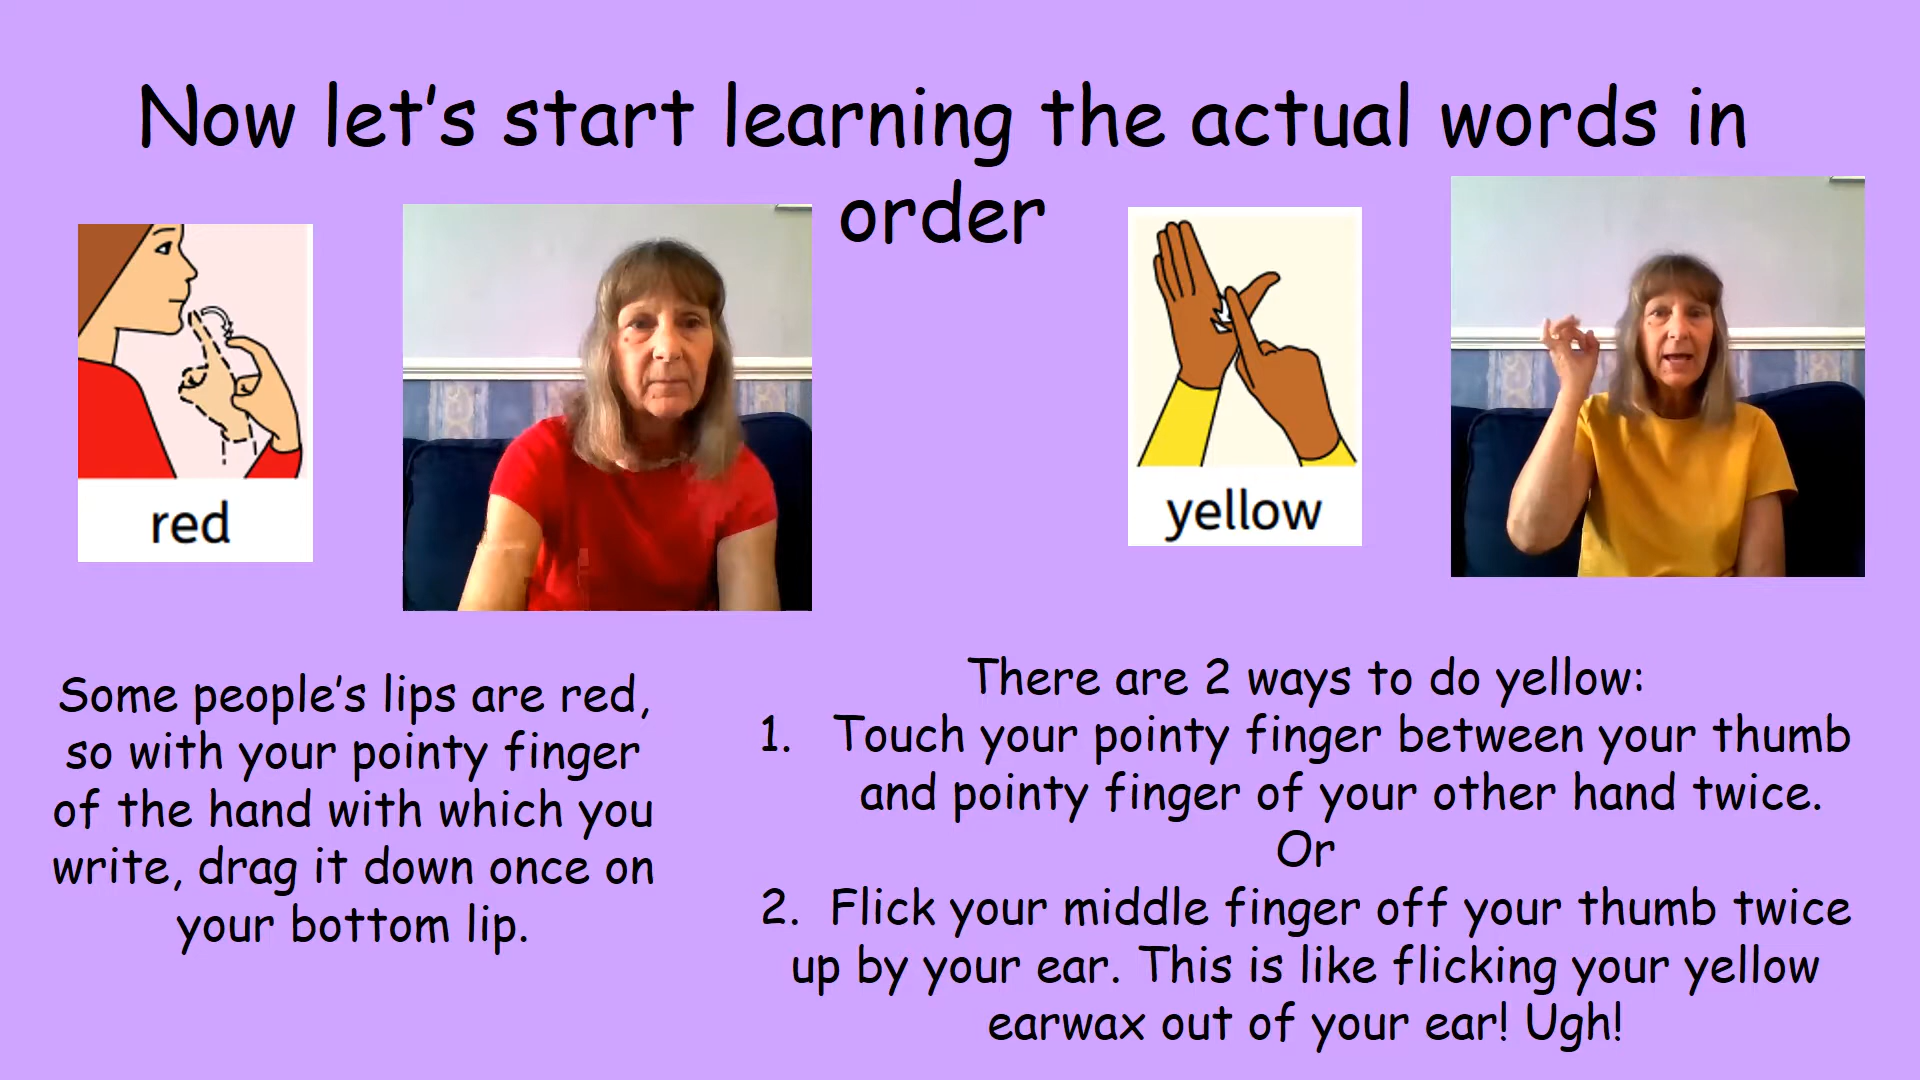 Now let’s start learning the actual words in
order
red
yellow
Some people’s lips are red,
so with your pointy finger
of the hand with which you
write, drag it down once on
your bottom lip.
There are 2 ways to do yellow:
1. Touch your pointy finger between your thumb
and pointy finger of your other hand twice.
Or
2. Flick your middle finger off your thumb twice
up by your ear. This is like flicking your yellow
earwax out of your ear! Ugh!